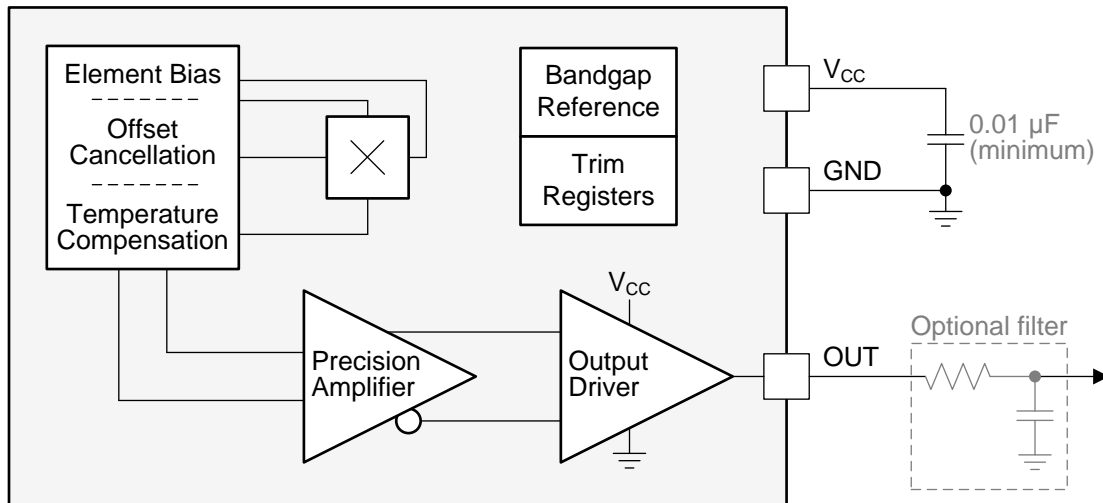 Element Bias
Offset
Cancellation
Temperature
Compensation
Bandgap
Reference
Trim
Registers
VCC
0.01 µF
(minimum)
GND
Precision
Amplifier
VCC
Output
Driver
OUT
Optional filter